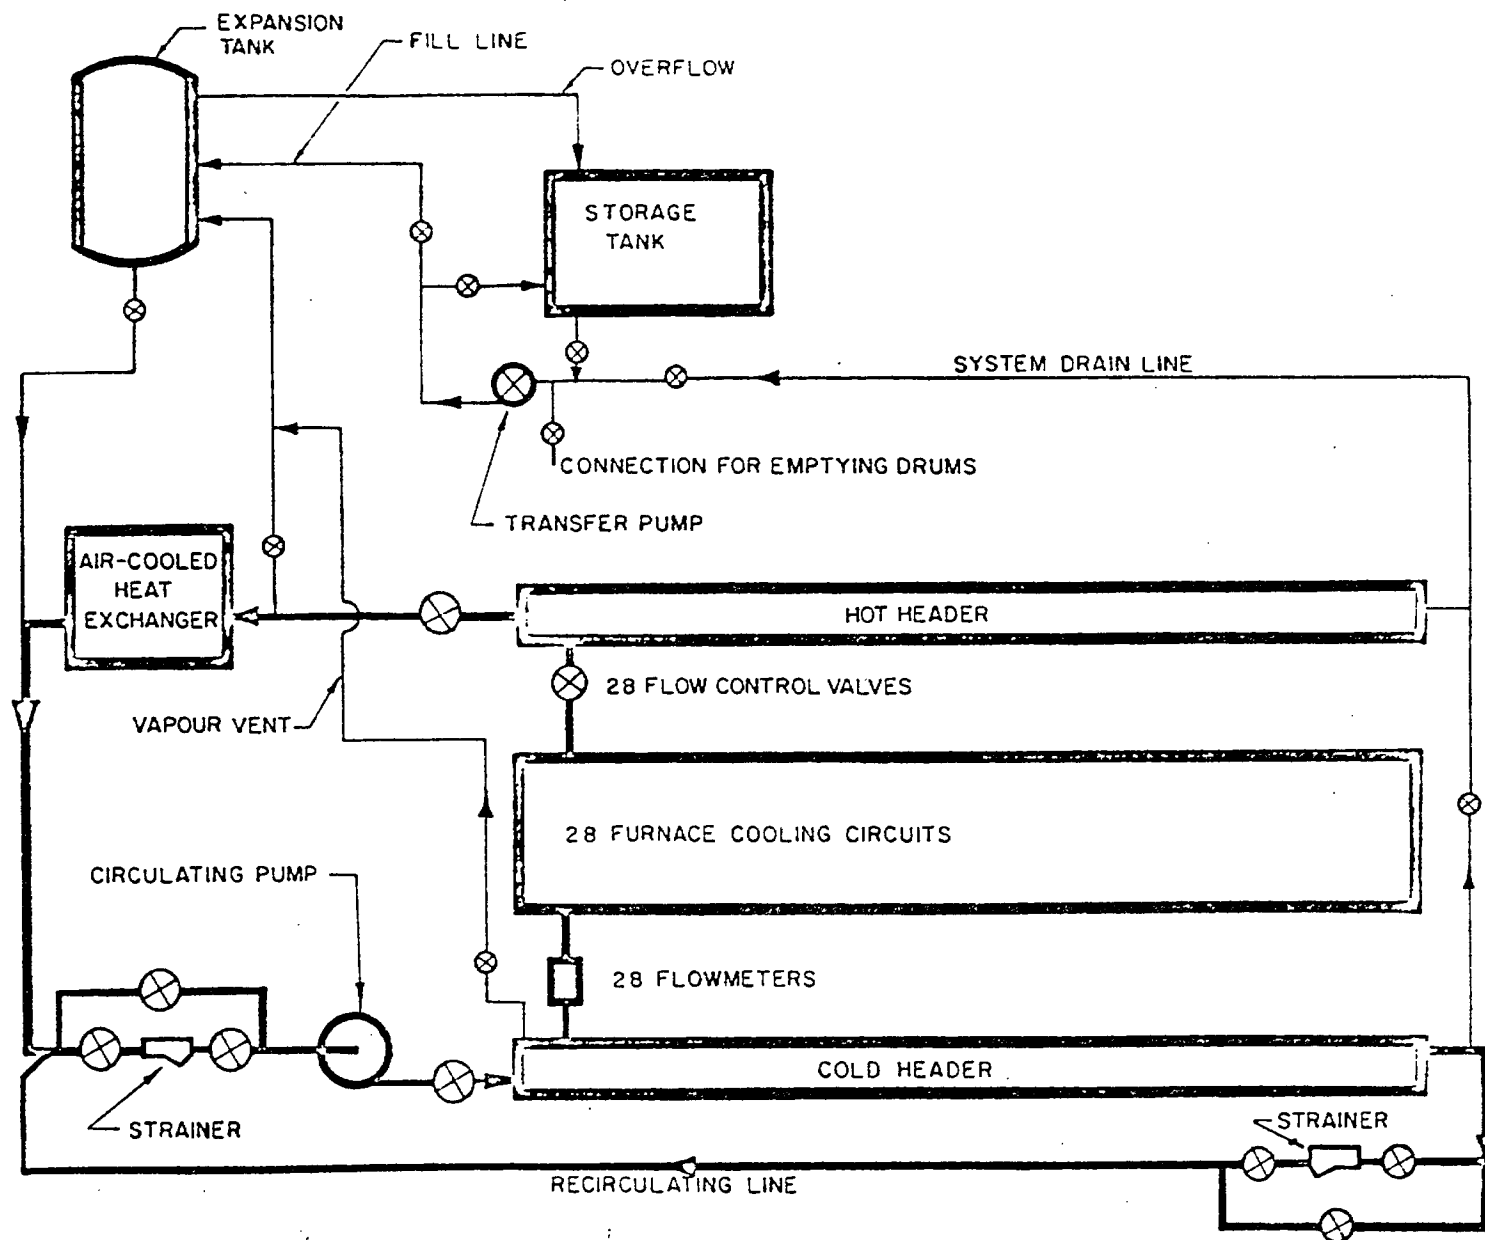 EXPANSION
TANK
FILL LINE
OVERFLOW
STORAGE
TANK
SYSTEM DRAIN LINE
CONNECTION FOR EMPTYING DRUMS
TRANSFER PUMP
AIR-COOLED
HEAT
EXCHANGER
HOT HEADER
28 FLOW CONTROL VALVES
VAPOUR VENT
28 FURNACE COOLING CIRCUITS
CIRCULATING PUMP
28 FLOWMETERS
COLD HEADER
STRAINER
STRAINER
RECIRCULATING LINE